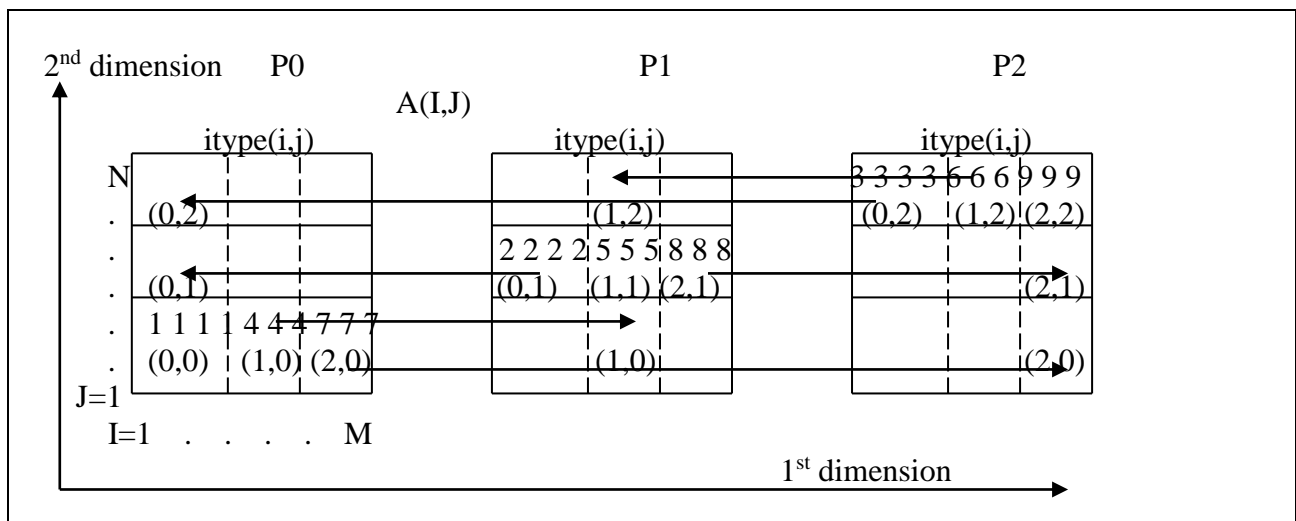 2nd dimension P0 P1 P2
A(I,J)
itype(i,j) itype(i,j) itype(i,j)
N 3 3 3 3 6 6 6 9 9 9
. (0,2) (1,2) (0,2) (1,2) (2,2)
. 2 2 2 2 5 5 5 8 8 8
. (0,1) (0,1) (1,1) (2,1) (2,1)
. 1 1 1 1 4 4 4 7 7 7
. (0,0) (1,0) (2,0) (1,0) (2,0)
J=1
I=1 . . . . M
1st dimension